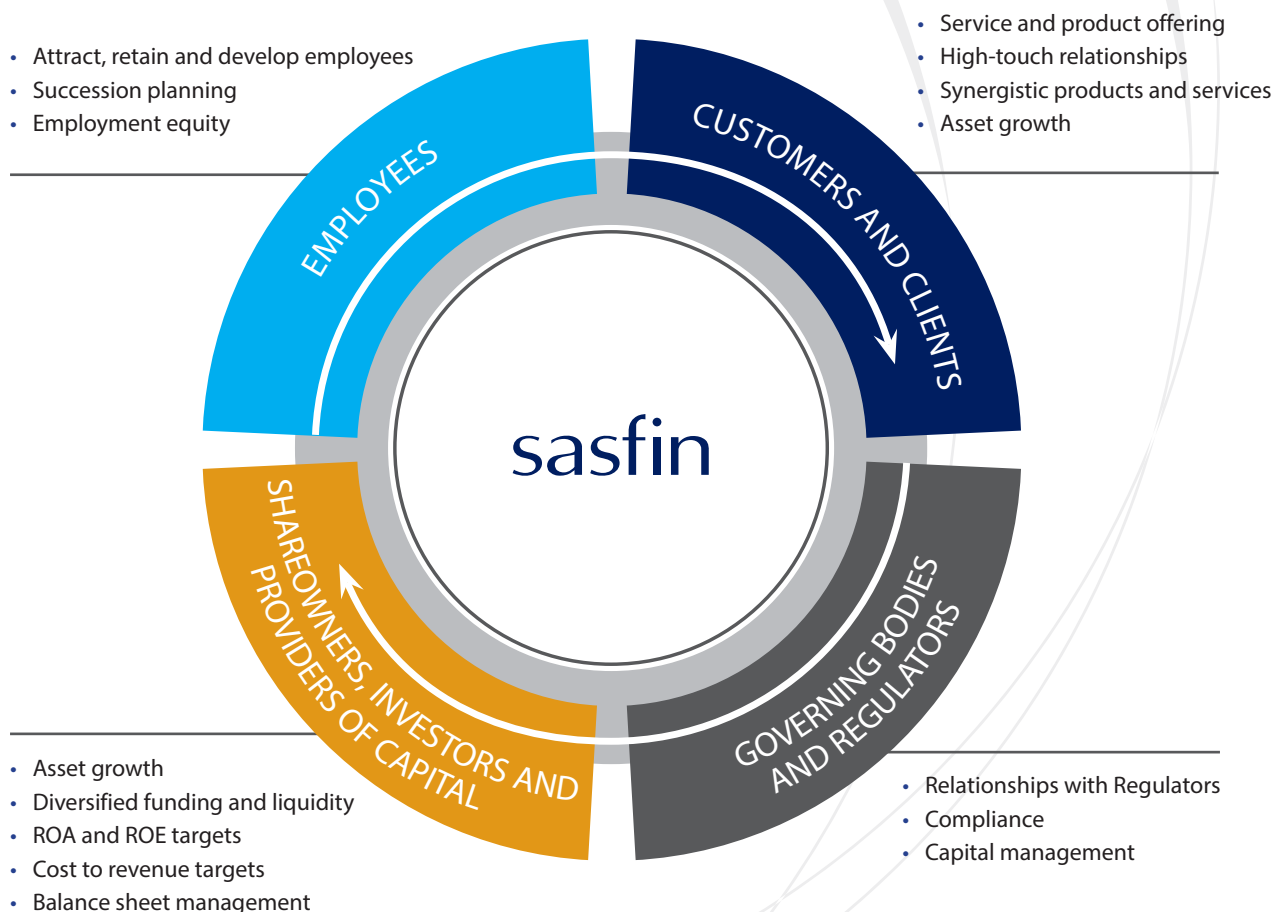 • Attract, retain and develop employees
• Succession planning
• Employment equity
• Service and product offering
• High-touch relationships
• Synergistic products and services
• Asset growth
EMPLOYEES
CUSTOMERS AND CLIENTS
sasfin
SHAREOWNERS, INVESTORS AND
PROVIDERS OF CAPITAL
GOVERNING BODIES
AND REGULATORS
• Asset growth
• Diversified funding and liquidity
• ROA and ROE targets
• Cost to revenue targets
• Balance sheet management
• Relationships with Regulators
• Compliance
• Capital management